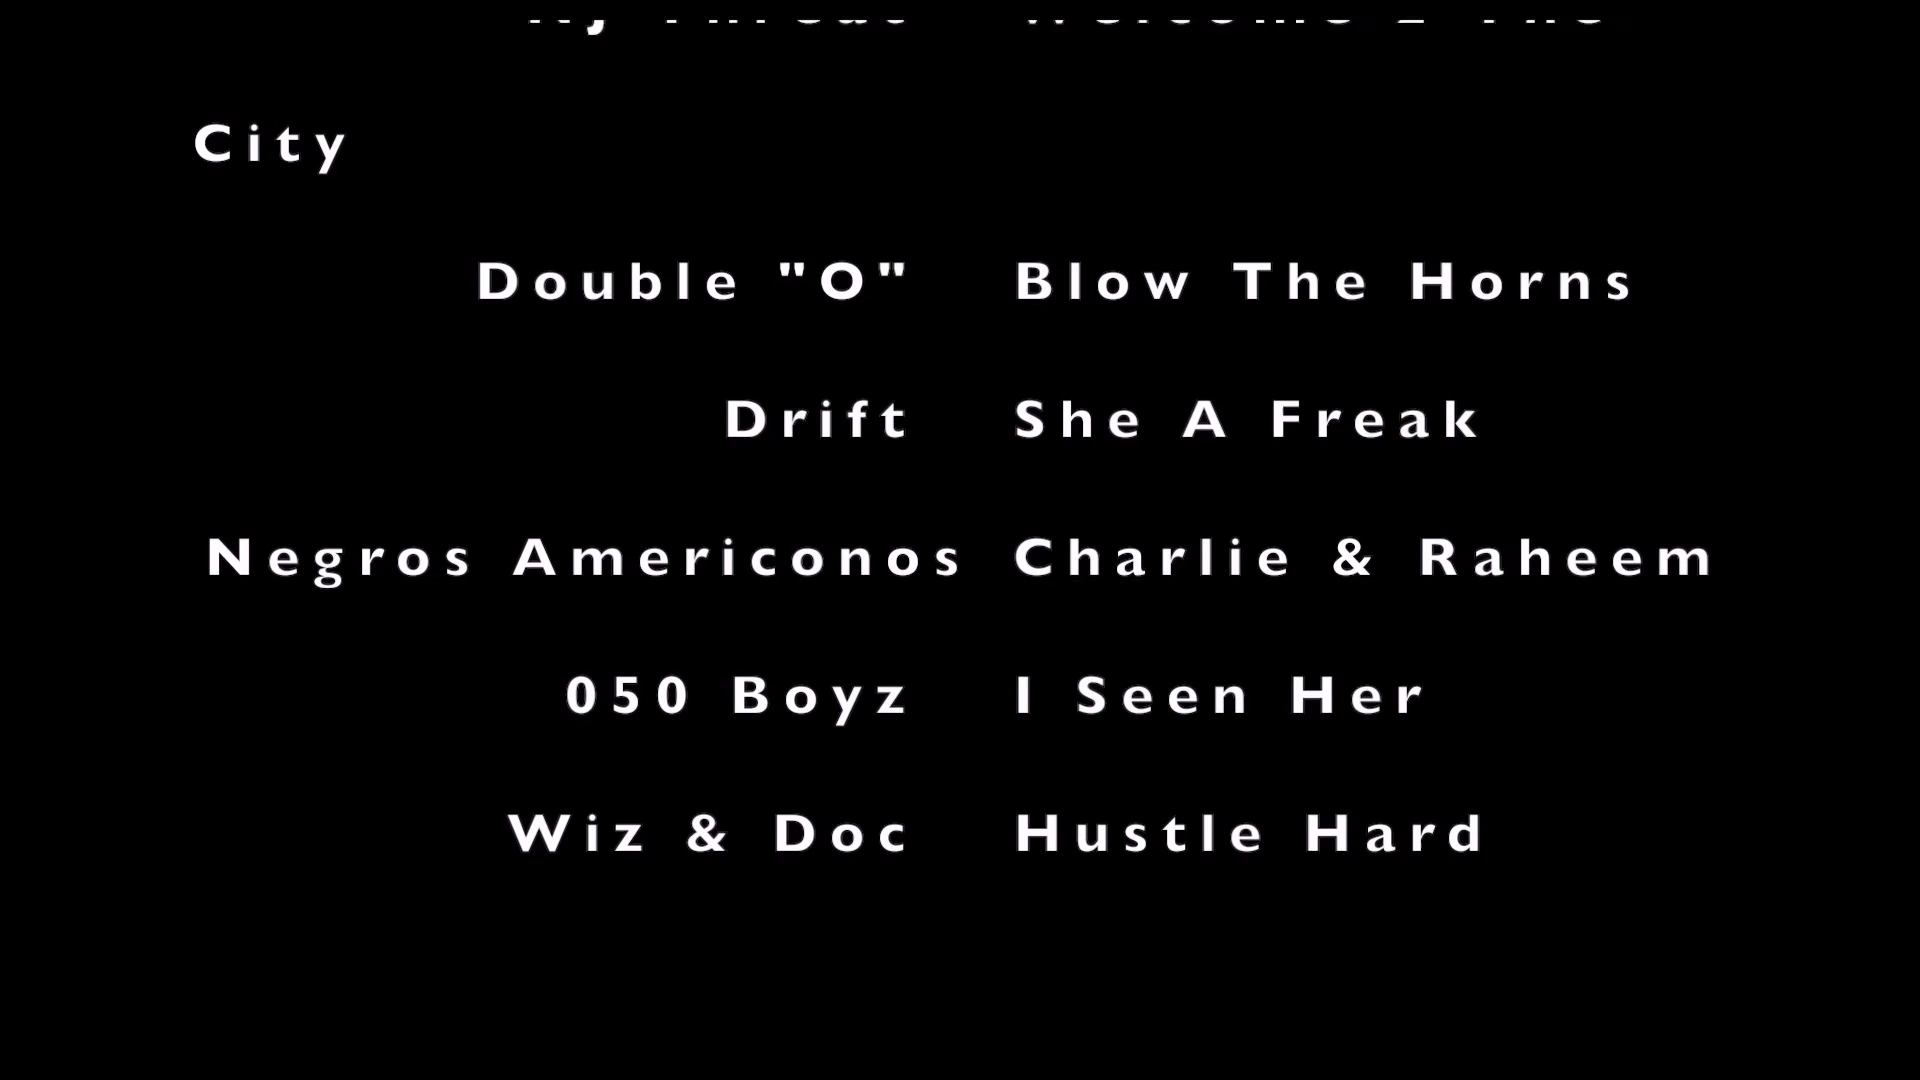 City
Double "O" Blow The Horns
Drift She A Freak
Negros Americonos Charlie & Raheem
050 Boyz I Seen Her
Wiz & Doc Hustle Hard